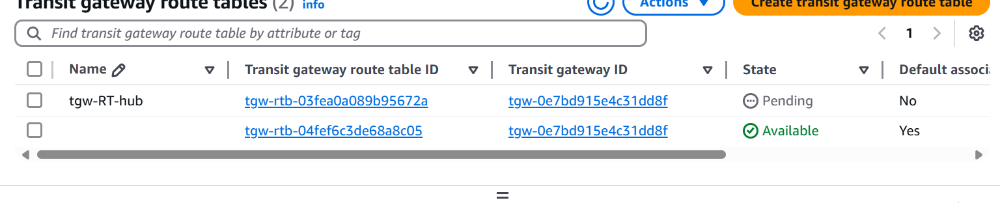 Transit gateway route tables (2) info
Actions
Create transit gateway route table
Find transit gateway route table by attribute or tag
1
Name Transit gateway route table ID Transit gateway ID State Default associ
tgw-RT-hub tgw-rtb-03fea0a089b95672a tgw-0e7bd915e4c31dd8f Pending No
tgw-rtb-04fef6c3de68a8c05 tgw-0e7bd915e4c31dd8f Available Yes